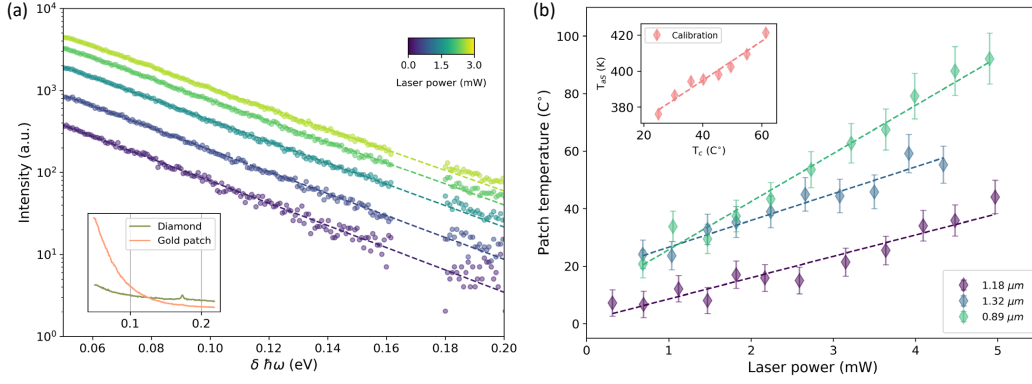 (a)
10⁴
10³
10²
10¹
10⁰
Intensity (a.u.)
0.0 1.5 3.0
Laser power (mW)
Diamond
Gold patch
0.1 0.2
0.06 0.08 0.10 0.12 0.14 0.16 0.18 0.20
δ ℏω (eV)
(b)
100
80
60
40
20
0
Patch temperature (C°)
Calibration
420
400
380
TaS (K)
20 40 60
Tc (C°)
1.18 μm
1.32 μm
0.89 μm
0 1 2 3 4 5
Laser power (mW)